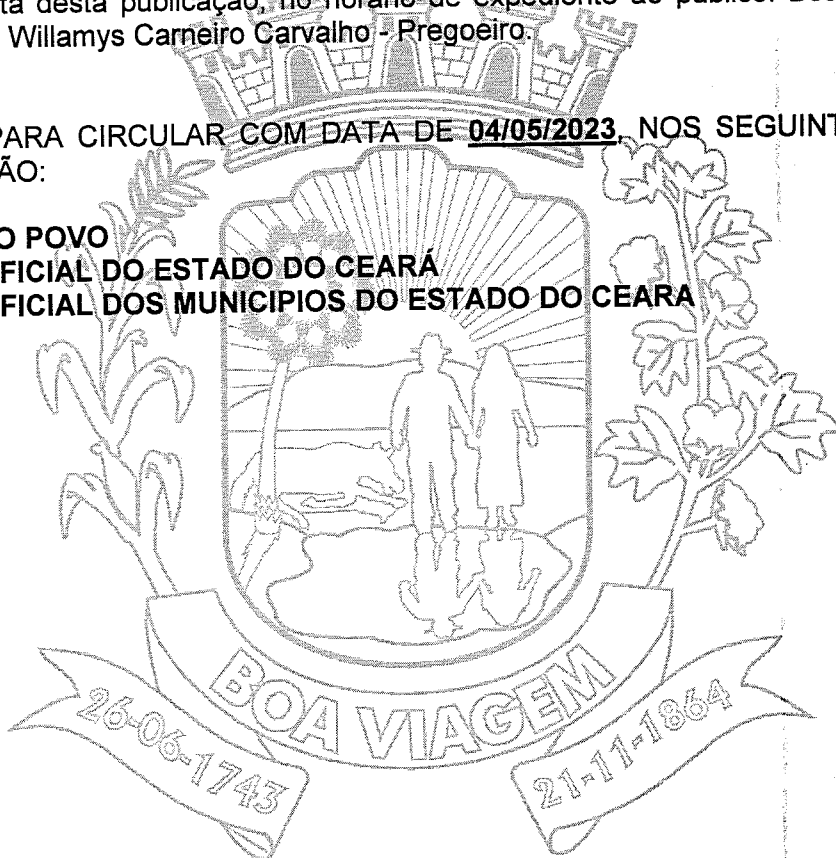 ta desta publicação, no horário de expediente ao público.
Willamys Carneiro Carvalho - Pregoeiro.
PARA CIRCULAR COM DATA DE 04/05/2023, NOS SEGUINT
ÃO:
O POVO
FICIAL DO ESTADO DO CEARÁ
FICIAL DOS MUNICIPIOS DO ESTADO DO CEARA
BOA VIAGEM
26-06-1743
21-11-1864